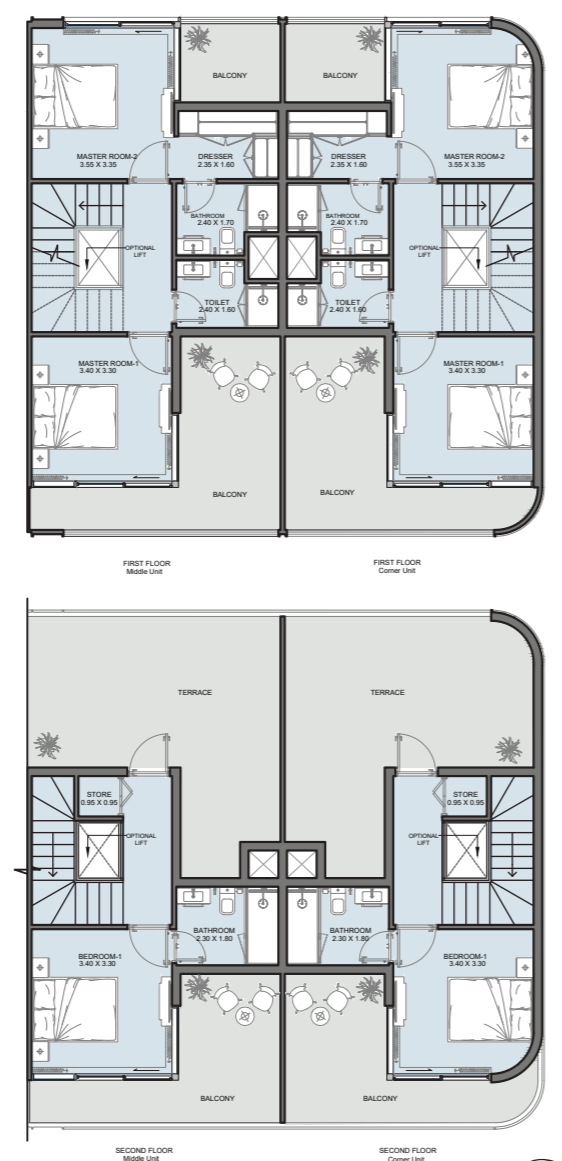 BALCONY
BALCONY
MASTER ROOM-2
3.55 X 3.35
DRESSER
2.35 X 1.60
DRESSER
2.35 X 1.60
MASTER ROOM-2
3.55 X 3.35
BATHROOM
2.40 X 1.70
BATHROOM
2.40 X 1.70
OPTIONAL
LIFT
OPTIONAL
LIFT
TOILET
2.40 X 1.60
TOILET
2.40 X 1.60
MASTER ROOM-1
3.40 X 3.30
MASTER ROOM-1
3.40 X 3.30
BALCONY
BALCONY
FIRST FLOOR
Middle Unit
FIRST FLOOR
Corner Unit
TERRACE
TERRACE
STORE
0.95 X 0.95
STORE
0.95 X 0.95
OPTIONAL
LIFT
OPTIONAL
LIFT
BATHROOM
2.30 X 1.80
BATHROOM
2.30 X 1.80
BEDROOM-1
3.40 X 3.30
BEDROOM-1
3.40 X 3.30
BALCONY
BALCONY
SECOND FLOOR
Middle Unit
SECOND FLOOR
Corner Unit